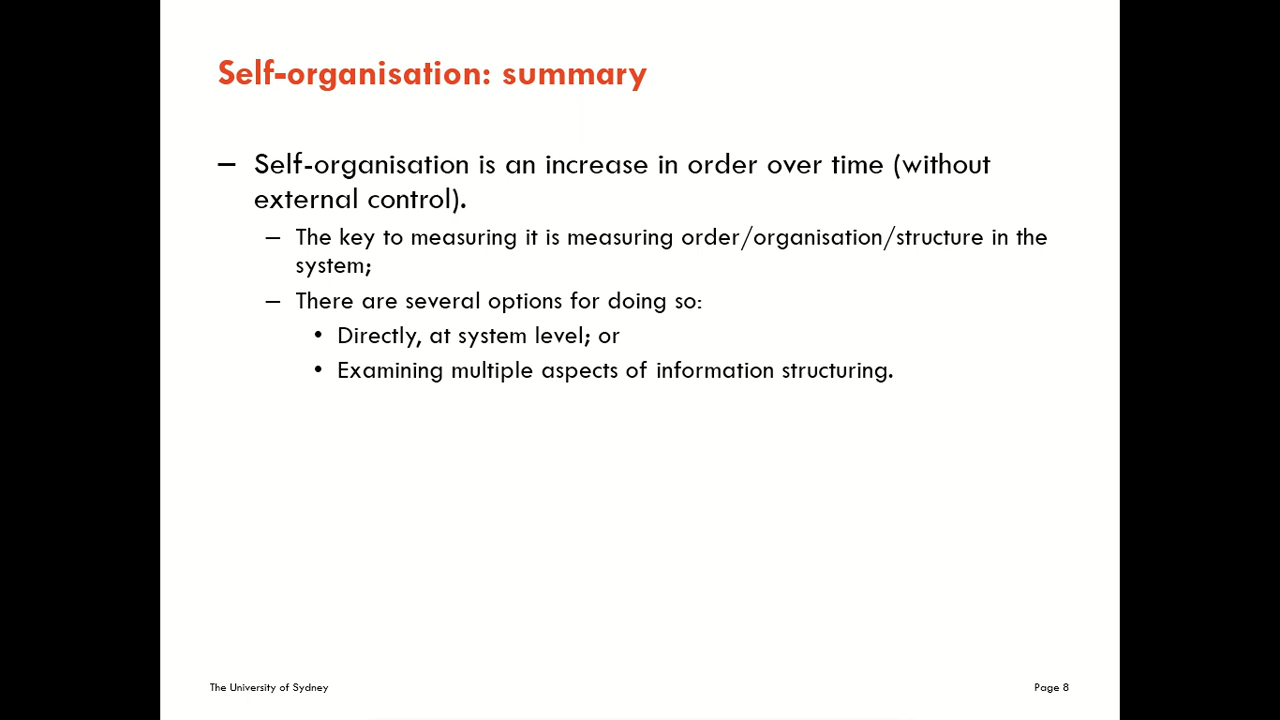 Self-organisation: summary
– Self-organisation is an increase in order over time (without
external control).
– The key to measuring it is measuring order/organisation/structure in the
system;
– There are several options for doing so:
• Directly, at system level; or
• Examining multiple aspects of information structuring.
The University of Sydney
Page 8